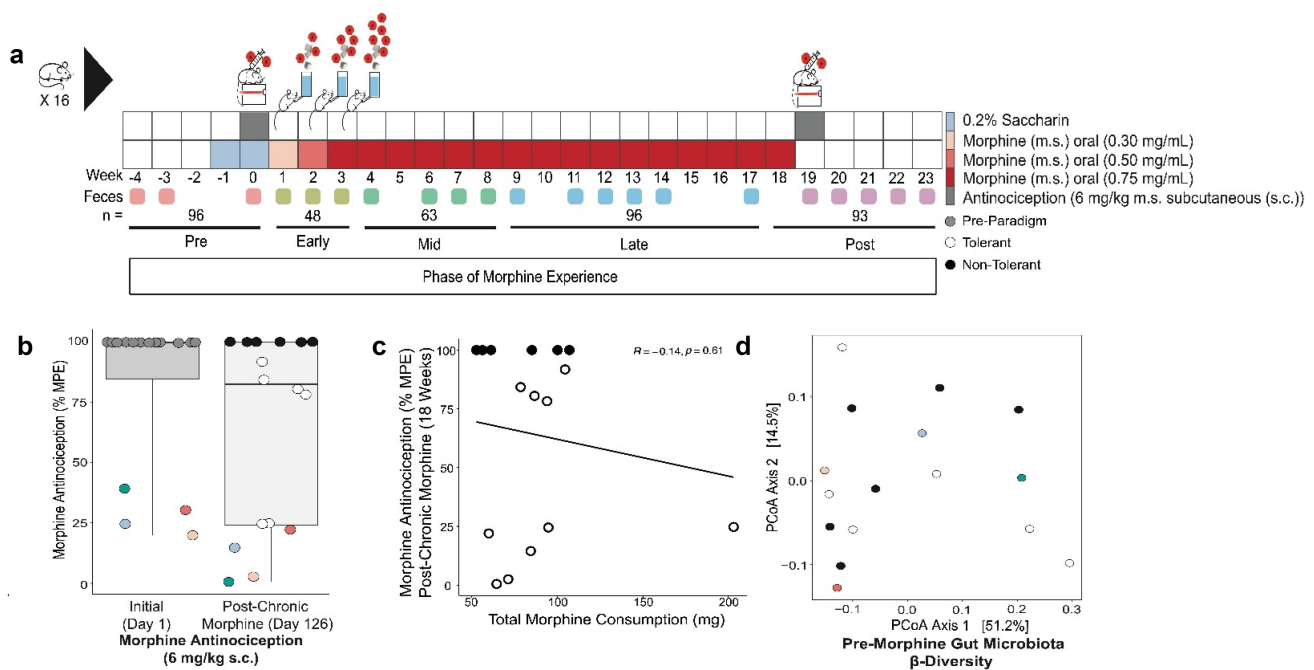 a
X 16
Week -4 -3 -2 -1 0 1 2 3 4 5 6 7 8 9 10 11 12 13 14 15 16 17 18 19 20 21 22 23
Feces
n = 96 48 63 96 93
Pre Early Mid Late Post
Phase of Morphine Experience
0.2% Saccharin
Morphine (m.s.) oral (0.30 mg/mL)
Morphine (m.s.) oral (0.50 mg/mL)
Morphine (m.s.) oral (0.75 mg/mL)
Antinociception (6 mg/kg m.s. subcutaneous (s.c.))
Pre-Paradigm
Tolerant
Non-Tolerant
b
Morphine Antinociception (% MPE)
100
75
50
25
0
Initial
(Day 1)
Post-Chronic
Morphine (Day 126)
Morphine Antinociception
(6 mg/kg s.c.)
c
Morphine Antinociception (% MPE)
Post-Chronic Morphine (18 Weeks)
100
75
50
25
0
R = −0.14, p = 0.61
50 100 150 200
Total Morphine Consumption (mg)
d
PCoA Axis 2 [14.5%]
0.1
0.0
−0.1
−0.1 0.0 0.1 0.2 0.3
PCoA Axis 1 [51.2%]
Pre-Morphine Gut Microbiota
β-Diversity